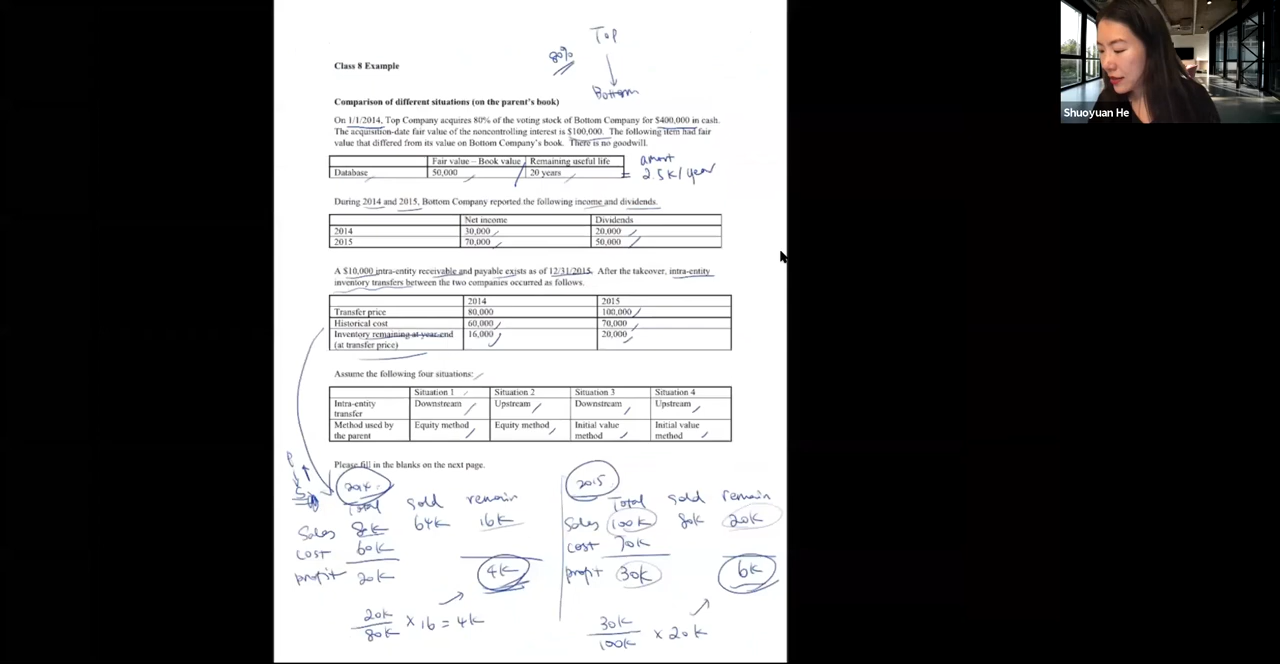 Top
80%
Class 8 Example
Bottom
Comparison of different situations (on the parent's book)
On 1/1/2014, Top Company acquires 80% of the voting stock of Bottom Company for $400,000 in cash.
The acquisition-date fair value of the noncontrolling interest is $100,000. The following item had fair
value that differed from its value on Bottom Company's book. There is no goodwill.
Fair value – Book value Remaining useful life amort
Database 50,000 / 20 years = 2.5k/year
During 2014 and 2015, Bottom Company reported the following income and dividends.
Net income Dividends
2014 30,000 20,000
2015 70,000 50,000
A $10,000 intra-entity receivable and payable exists as of 12/31/2015. After the takeover, intra-entity
inventory transfers between the two companies occurred as follows.
2014 2015
Transfer price 80,000 100,000
Historical cost 60,000 70,000
Inventory remaining at year-end 16,000 20,000
(at transfer price)
Assume the following four situations:
Situation 1 Situation 2 Situation 3 Situation 4
Intra-entity Downstream Upstream Downstream Upstream
transfer
Method used by Equity method Equity method Initial value Initial value
the parent method method
Please fill in the blanks on the next page.
2014
Total sold remain
Sales 80k 64k 16k
cost 60k
profit 20k 4k
20k
80k × 16 = 4k
2015
Total sold remain
Sales 100k 80k 20k
cost 70k
profit 30k 6k
30k
100k × 20k
Shuoyuan He